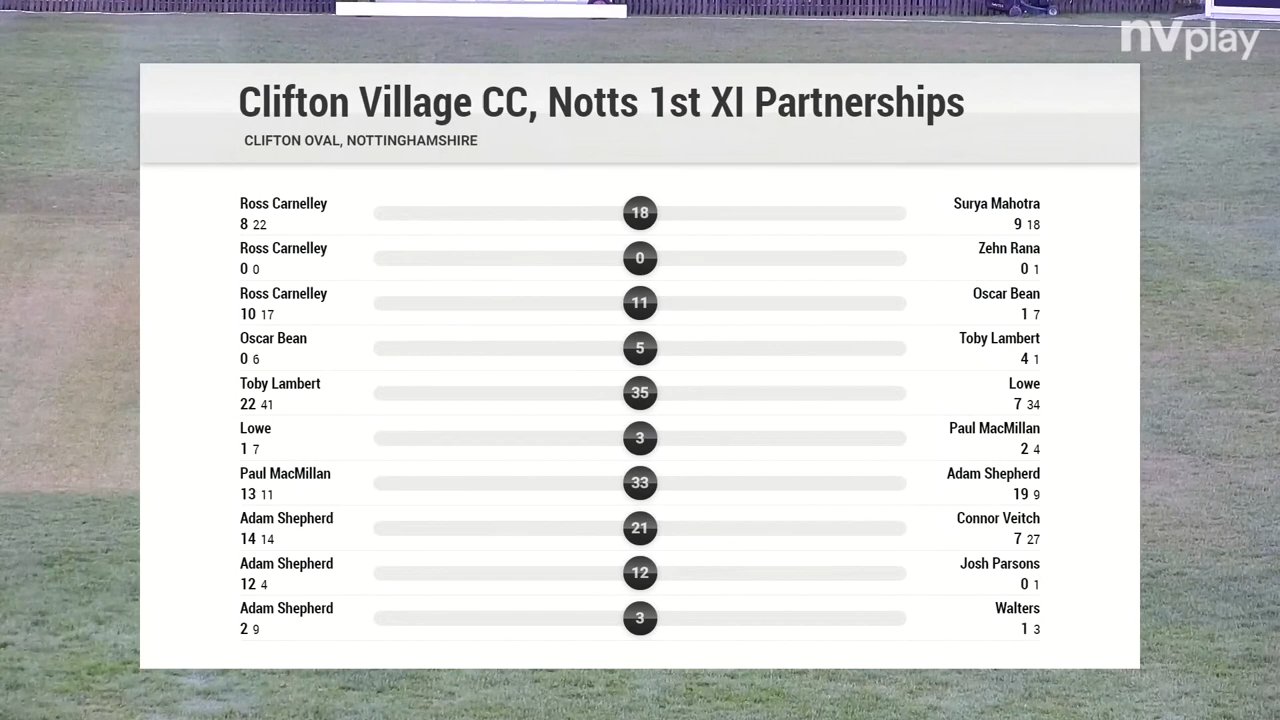 nvplay
Clifton Village CC, Notts 1st XI Partnerships
CLIFTON OVAL, NOTTINGHAMSHIRE
Ross Carnelley 18 Surya Mahotra
8 22 9 18
Ross Carnelley 0 Zehn Rana
0 0 0 1
Ross Carnelley 11 Oscar Bean
10 17 1 7
Oscar Bean 5 Toby Lambert
0 6 4 1
Toby Lambert 35 Lowe
22 41 7 34
Lowe 3 Paul MacMillan
1 7 2 4
Paul MacMillan 33 Adam Shepherd
13 11 19 9
Adam Shepherd 21 Connor Veitch
14 14 7 27
Adam Shepherd 12 Josh Parsons
12 4 0 1
Adam Shepherd 3 Walters
2 9 1 3